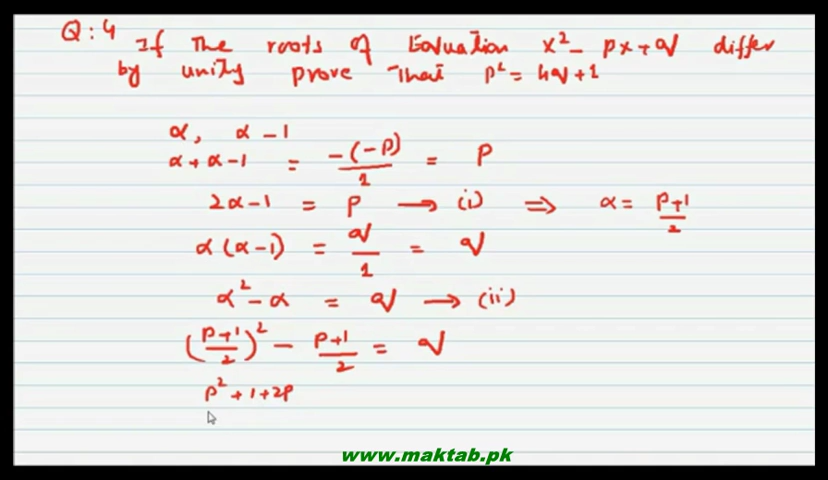 Q:4 If The roots of Equation x² - px + q differ
by unity prove That p² = 4q + 1
α, α - 1
α + α - 1 = -(-p)/1 = p
2α - 1 = p → (i) ⇒ α = p+1/2
α(α - 1) = q/1 = q
α² - α = q → (ii)
(p+1/2)² - p+1/2 = q
p² + 1 + 2p
www.maktab.pk